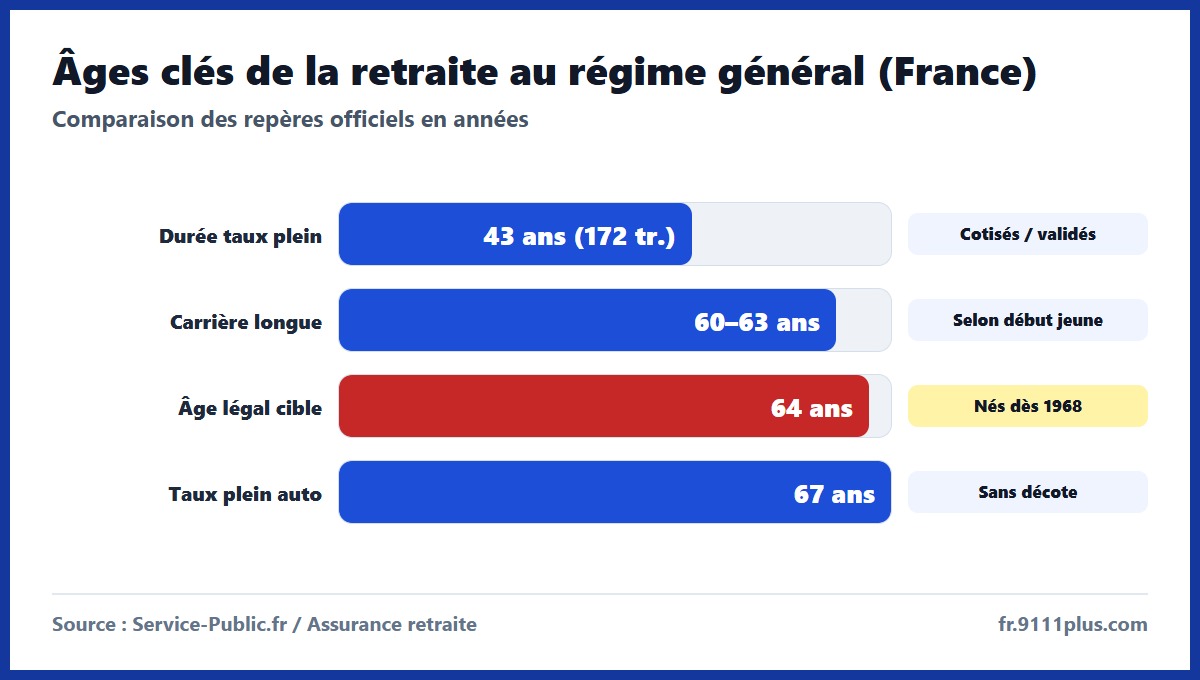 Âges clés de la retraite au régime général (France)
Comparaison des repères officiels en années
Durée taux plein
43 ans (172 tr.)
Cotisés / validés
Carrière longue
60–63 ans
Selon début jeune
Âge légal cible
64 ans
Nés dès 1968
Taux plein auto
67 ans
Sans décote
Source : Service-Public.fr / Assurance retraite
fr.9111plus.com